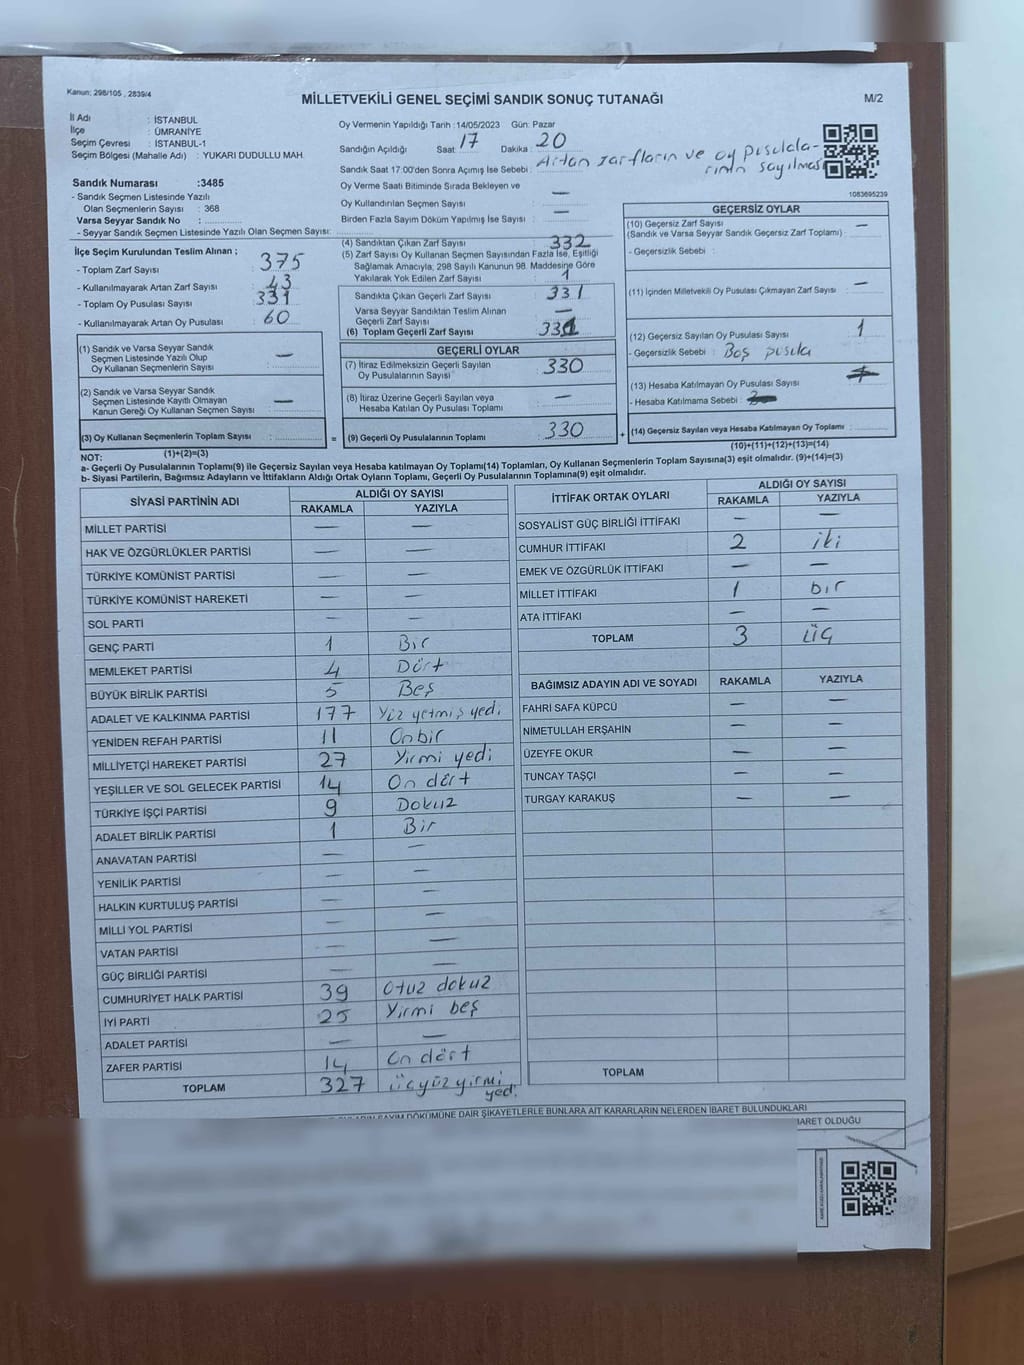 Kanun: 298/105 , 2839/4
MİLLETVEKİLİ GENEL SEÇİMİ SANDIK SONUÇ TUTANAĞI
M/2
İl Adı : İSTANBUL
İlçe : ÜMRANİYE
Seçim Çevresi : İSTANBUL-1
Seçim Bölgesi (Mahalle Adı) : YUKARI DUDULLU MAH.
Oy Vermenin Yapıldığı Tarih :14/05/2023 Gün: Pazar
Sandığın Açıldığı Saat: 17 Dakika: 20
Sandık Saat 17:00'den Sonra Açımış İse Sebebi : Artan zarfların ve oy pusulala-
rının sayılması
Oy Verme Saati Bitiminde Sırada Bekleyen ve
Oy Kullandırılan Seçmen Sayısı : —
Birden Fazla Sayım Döküm Yapılmış İse Sayısı : —
1083695239
Sandık Numarası :3485
- Sandık Seçmen Listesinde Yazılı
Olan Seçmenlerin Sayısı : 368
Varsa Seyyar Sandık No :
- Seyyar Sandık Seçmen Listesinde Yazılı Olan Seçmen Sayısı:
İlçe Seçim Kurulundan Teslim Alınan ;
- Toplam Zarf Sayısı : 375
- Kullanılmayarak Artan Zarf Sayısı : 43
- Toplam Oy Pusulası Sayısı :
- Kullanılmayarak Artan Oy Pusulası : 60
(1) Sandık ve Varsa Seyyar Sandık
Seçmen Listesinde Yazılı Olup
Oy Kullanan Seçmenlerin Sayısı : —
(2) Sandık ve Varsa Seyyar Sandık
Seçmen Listesinde Kayıtlı Olmayan
Kanun Gereği Oy Kullanan Seçmen Sayısı : —
(3) Oy Kullanan Seçmenlerin Toplam Sayısı :
(1)+(2)=(3)
(4) Sandıktan Çıkan Zarf Sayısı : 332
(5) Zarf Sayısı Oy Kullanan Seçmen Sayısından Fazla İse, Eşitliği
Sağlamak Amacıyla, 298 Sayılı Kanunun 98. Maddesine Göre
Yakılarak Yok Edilen Zarf Sayısı : 1
Sandıkta Çıkan Geçerli Zarf Sayısı : 331
Varsa Seyyar Sandıktan Teslim Alınan
Geçerli Zarf Sayısı : —
(6) Toplam Geçerli Zarf Sayısı : 331
GEÇERLİ OYLAR
(7) İtiraz Edilmeksizin Geçerli Sayılan
Oy Pusulalarının Sayısı : 330
(8) İtiraz Üzerine Geçerli Sayılan veya
Hesaba Katılan Oy Pusulası Toplamı : —
= (9) Geçerli Oy Pusulalarının Toplamı : 330
GEÇERSİZ OYLAR
(10) Geçersiz Zarf Sayısı
(Sandık ve Varsa Seyyar Sandık Geçersiz Zarf Toplamı) : —
- Geçersizlik Sebebi :
(11) İçinden Milletvekili Oy Pusulası Çıkmayan Zarf Sayısı : —
(12) Geçersiz Sayılan Oy Pusulası Sayısı : 1
- Geçersizlik Sebebi : Boş pusula
(13) Hesaba Katılmayan Oy Pusulası Sayısı :
- Hesaba Katılmama Sebebi :
+ (14) Geçersiz Sayılan veya Hesaba Katılmayan Oy Toplamı :
(10)+(11)+(12)+(13)=(14)
NOT:
a- Geçerli Oy Pusulalarının Toplamı(9) ile Geçersiz Sayılan veya Hesaba katılmayan Oy Toplamı(14) Toplamları, Oy Kullanan Seçmenlerin Toplam Sayısına(3) eşit olmalıdır. (9)+(14)=(3)
b- Siyasi Partilerin, Bağımsız Adayların ve İttifakların Aldığı Ortak Oyların Toplamı, Geçerli Oy Pusulalarının Toplamına(9) eşit olmalıdır.
SİYASİ PARTİNİN ADI ALDIĞI OY SAYISI
RAKAMLA YAZIYLA
MİLLET PARTİSİ — —
HAK VE ÖZGÜRLÜKLER PARTİSİ — —
TÜRKİYE KOMÜNİST PARTİSİ — —
TÜRKİYE KOMÜNİST HAREKETİ — —
SOL PARTİ — —
GENÇ PARTİ 1 Bir
MEMLEKET PARTİSİ 4 Dört
BÜYÜK BİRLİK PARTİSİ 5 Beş
ADALET VE KALKINMA PARTİSİ 177 Yüz yetmiş yedi
YENİDEN REFAH PARTİSİ 11 Onbir
MİLLİYETÇİ HAREKET PARTİSİ 27 Yirmi yedi
YEŞİLLER VE SOL GELECEK PARTİSİ 14 On dört
TÜRKİYE İŞÇİ PARTİSİ 9 Dokuz
ADALET BİRLİK PARTİSİ 1 Bir
ANAVATAN PARTİSİ — —
YENİLİK PARTİSİ — —
HALKIN KURTULUŞ PARTİSİ — —
MİLLİ YOL PARTİSİ — —
VATAN PARTİSİ — —
GÜÇ BİRLİĞİ PARTİSİ — —
CUMHURİYET HALK PARTİSİ 39 Otuz dokuz
İYİ PARTİ 25 Yirmi beş
ADALET PARTİSİ — —
ZAFER PARTİSİ 14 On dört
TOPLAM 327 üçyüz yirmi
yedi
İTTİFAK ORTAK OYLARI ALDIĞI OY SAYISI
RAKAMLA YAZIYLA
SOSYALİST GÜÇ BİRLİĞİ İTTİFAKI — —
CUMHUR İTTİFAKI 2 iki
EMEK VE ÖZGÜRLÜK İTTİFAKI — —
MİLLET İTTİFAKI 1 bir
ATA İTTİFAKI — —
TOPLAM 3 üç
BAĞIMSIZ ADAYIN ADI VE SOYADI RAKAMLA YAZIYLA
FAHRİ SAFA KÜPCÜ — —
NİMETULLAH ERŞAHİN — —
ÜZEYFE OKUR — —
TUNCAY TAŞÇI — —
TURGAY KARAKUŞ — —
TOPLAM
SAYIM DÖKÜMÜNE DAİR ŞİKAYETLERLE BUNLARA AİT KARARLARIN NELERDEN İBARET BULUNDUKLARI
İBARET OLDUĞU